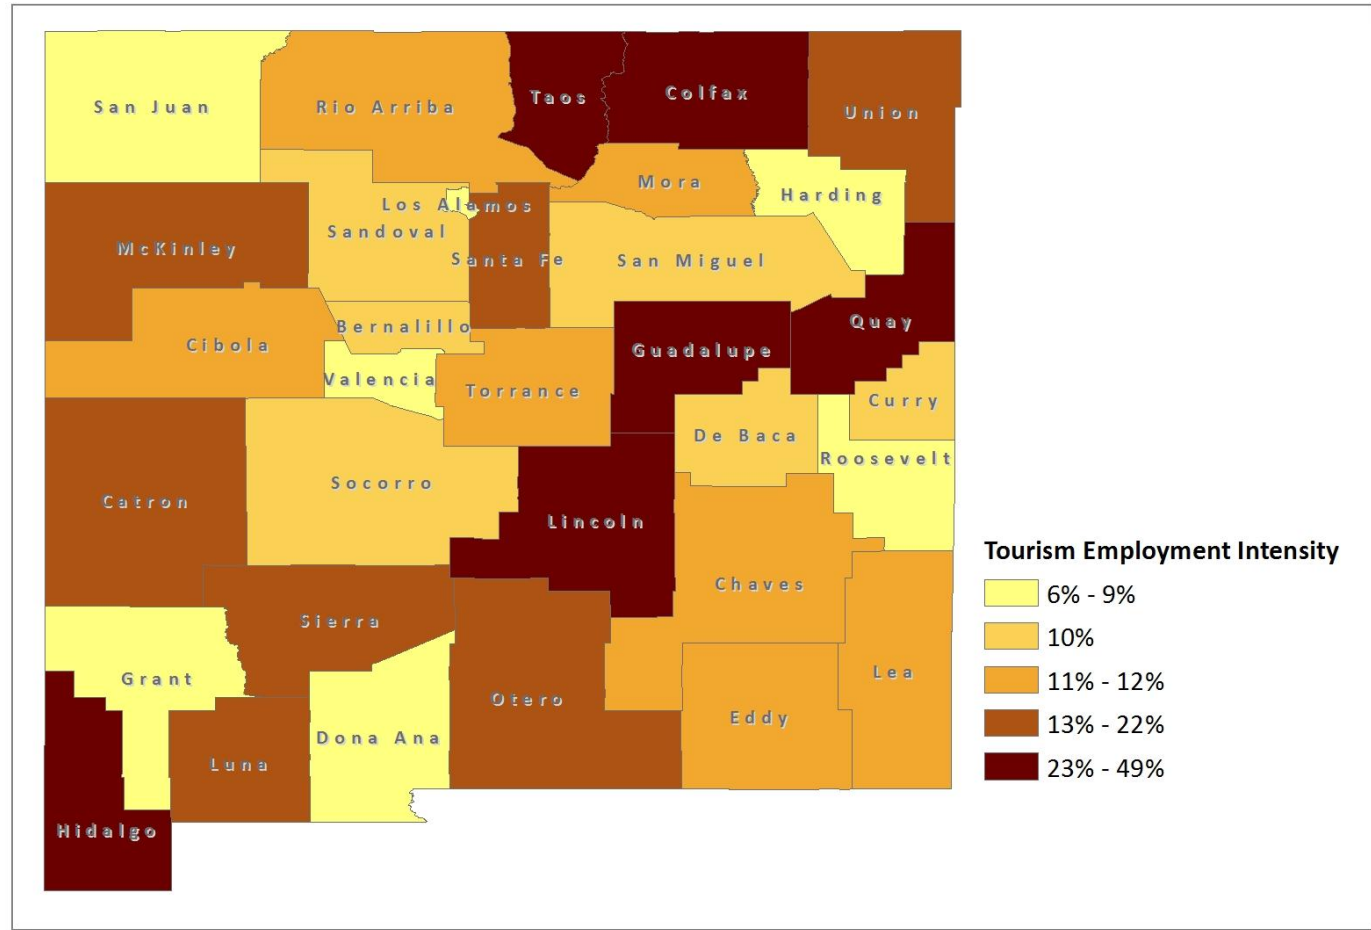 San Juan
Rio Arriba
Taos
Colfax
Union
Mora
Harding
Los Alamos
McKinley
Sandoval
Santa Fe
San Miguel
Bernalillo
Quay
Cibola
Guadalupe
Valencia
Torrance
Curry
De Baca
Roosevelt
Socorro
Catron
Lincoln
Chaves
Sierra
Grant
Lea
Otero
Eddy
Dona Ana
Luna
Hidalgo
Tourism Employment Intensity
6% - 9%
10%
11% - 12%
13% - 22%
23% - 49%